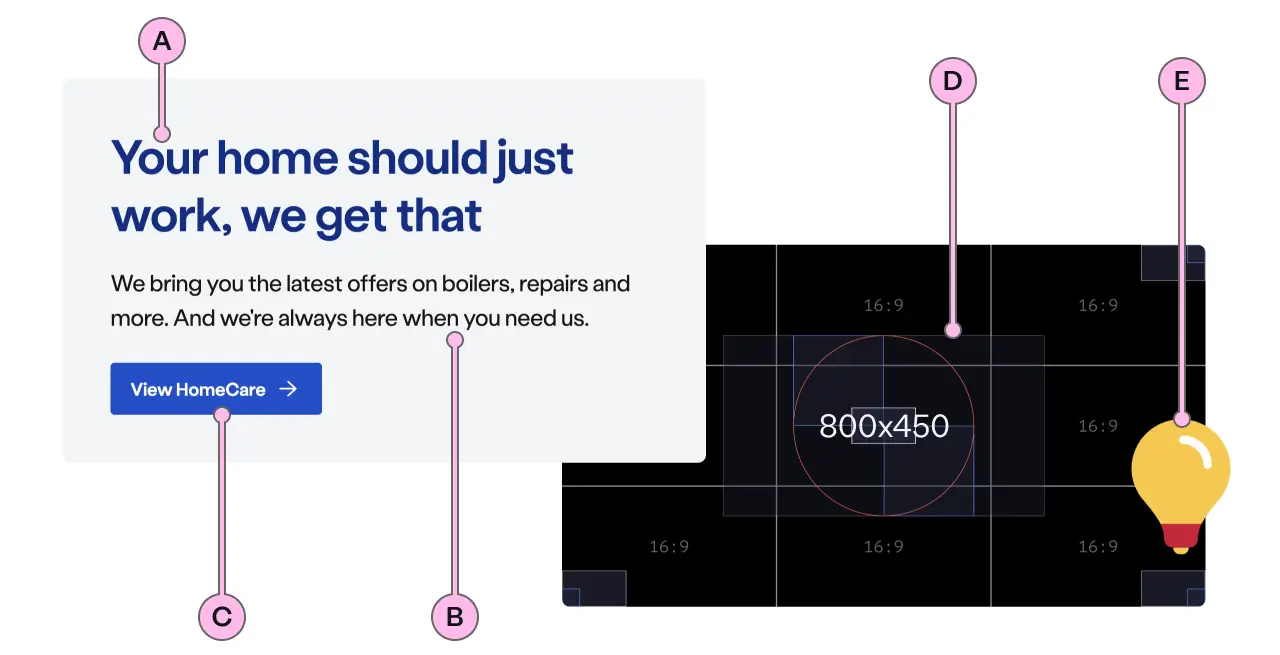 A
D
E
Your home should just
work, we get that
We bring you the latest offers on boilers, repairs and
more. And we're always here when you need us.
View HomeCare
16:9
16:9
800x450
16:9
16:9
16:9
16:9
C
B